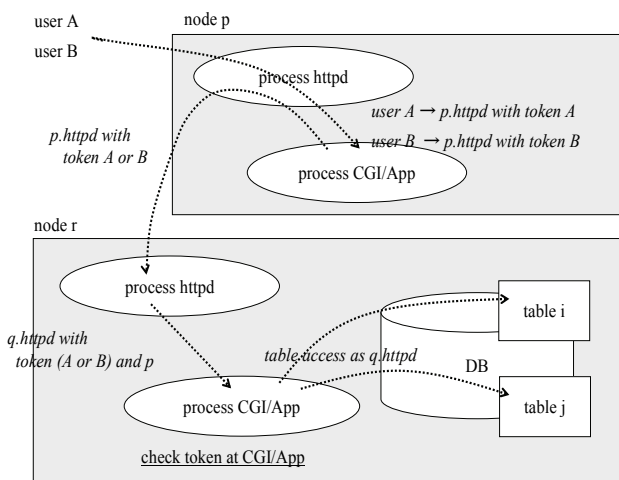 node p
user A
user B
process httpd
user A → p.httpd with token A
user B → p.httpd with token B
p.httpd with
token A or B
process CGI/App
node r
process httpd
table i
q.httpd with
token (A or B) and p
table access as q.httpd
DB
process CGI/App
table j
check token at CGI/App